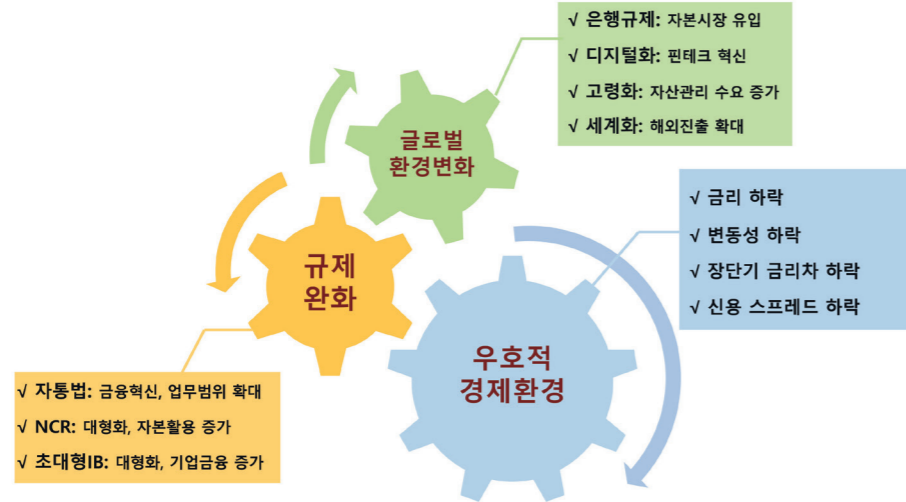 √ 은행규제: 자본시장 유입
√ 디지털화: 핀테크 혁신
√ 고령화: 자산관리 수요 증가
√ 세계화: 해외진출 확대
글로벌
환경변화
√ 금리 하락
√ 변동성 하락
√ 장단기 금리차 하락
√ 신용 스프레드 하락
규제
완화
우호적
경제환경
√ 자통법: 금융혁신, 업무범위 확대
√ NCR: 대형화, 자본활용 증가
√ 초대형IB: 대형화, 기업금융 증가